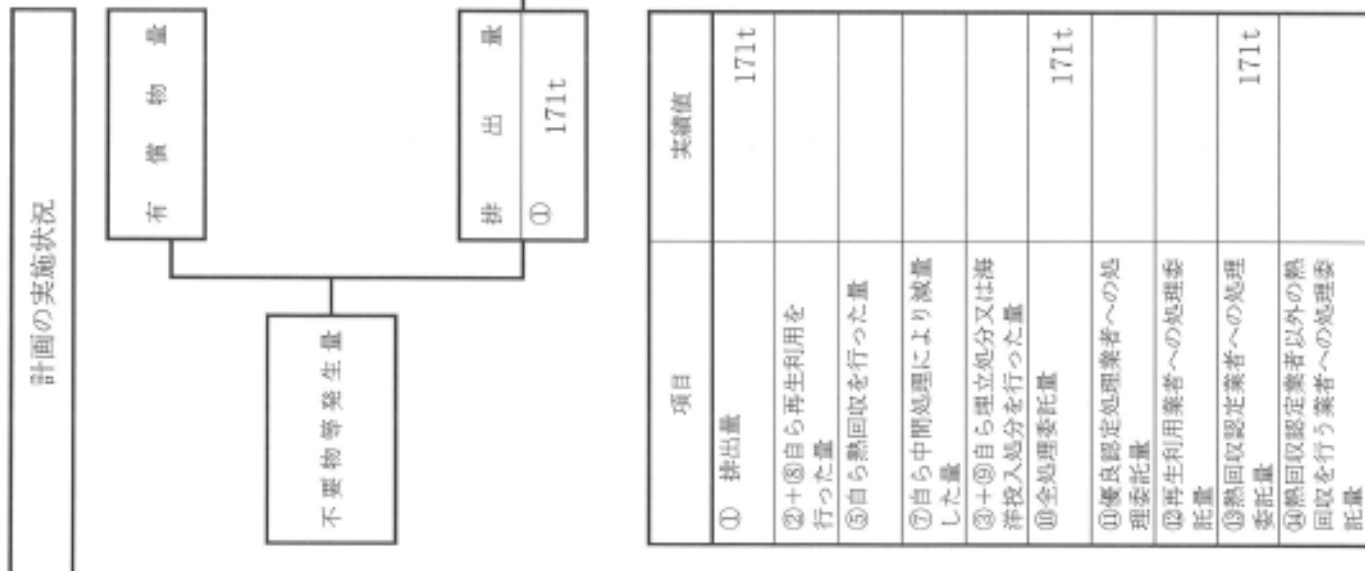 計画の実施状況
有償物量
不要物等発生量
排出量
① 171t
項目 実績値
① 排出量 171t
②+⑧自ら再生利用を
行った量
⑤自ら熱回収を行った量
⑦自ら中間処理により減量
した量
③+⑨自ら埋立処分又は海
洋投入処分を行った量
⑩全処理委託量 171t
⑪優良認定処理業者への処
理委託量
⑫再生利用業者への処理委
託量
⑬熱回収認定業者への処理
委託量 171t
⑭熱回収認定業者以外の熱
回収を行う業者への処理委
託量